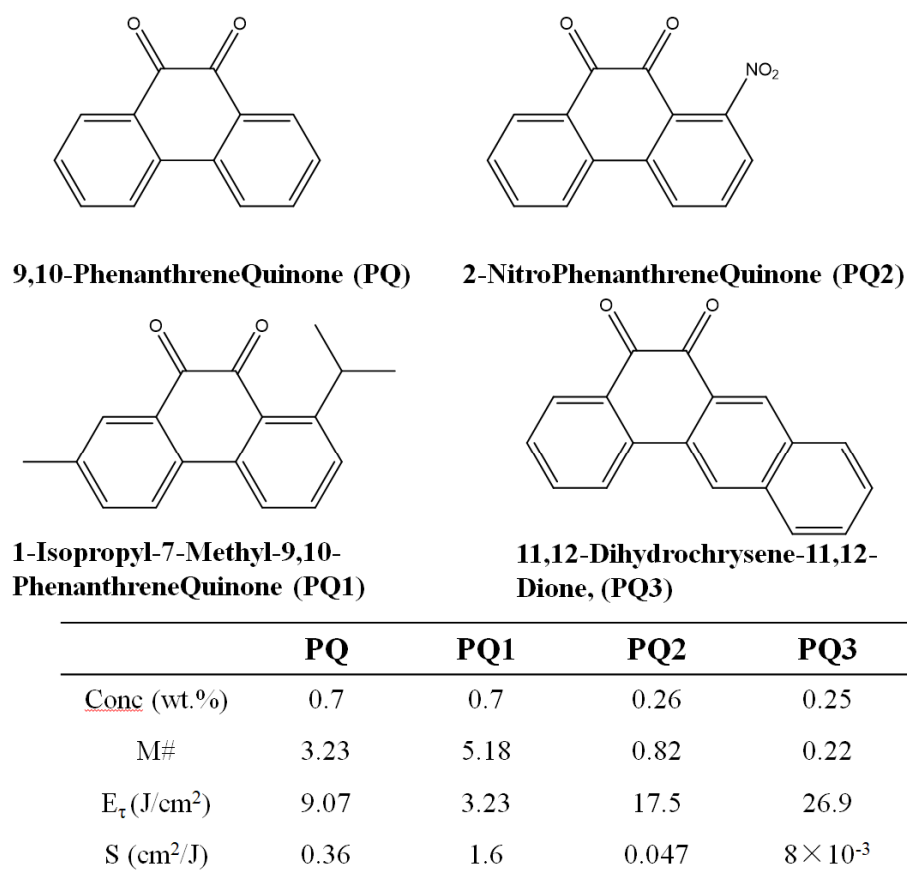 O O
O O
NO₂
9,10-PhenanthreneQuinone (PQ)
2-NitroPhenanthreneQuinone (PQ2)
O O
O O
1-Isopropyl-7-Methyl-9,10-
PhenanthreneQuinone (PQ1)
11,12-Dihydrochrysene-11,12-
Dione, (PQ3)
PQ PQ1 PQ2 PQ3
Conc (wt.%) 0.7 0.7 0.26 0.25
M# 3.23 5.18 0.82 0.22
Eτ (J/cm²) 9.07 3.23 17.5 26.9
S (cm²/J) 0.36 1.6 0.047 8×10⁻³